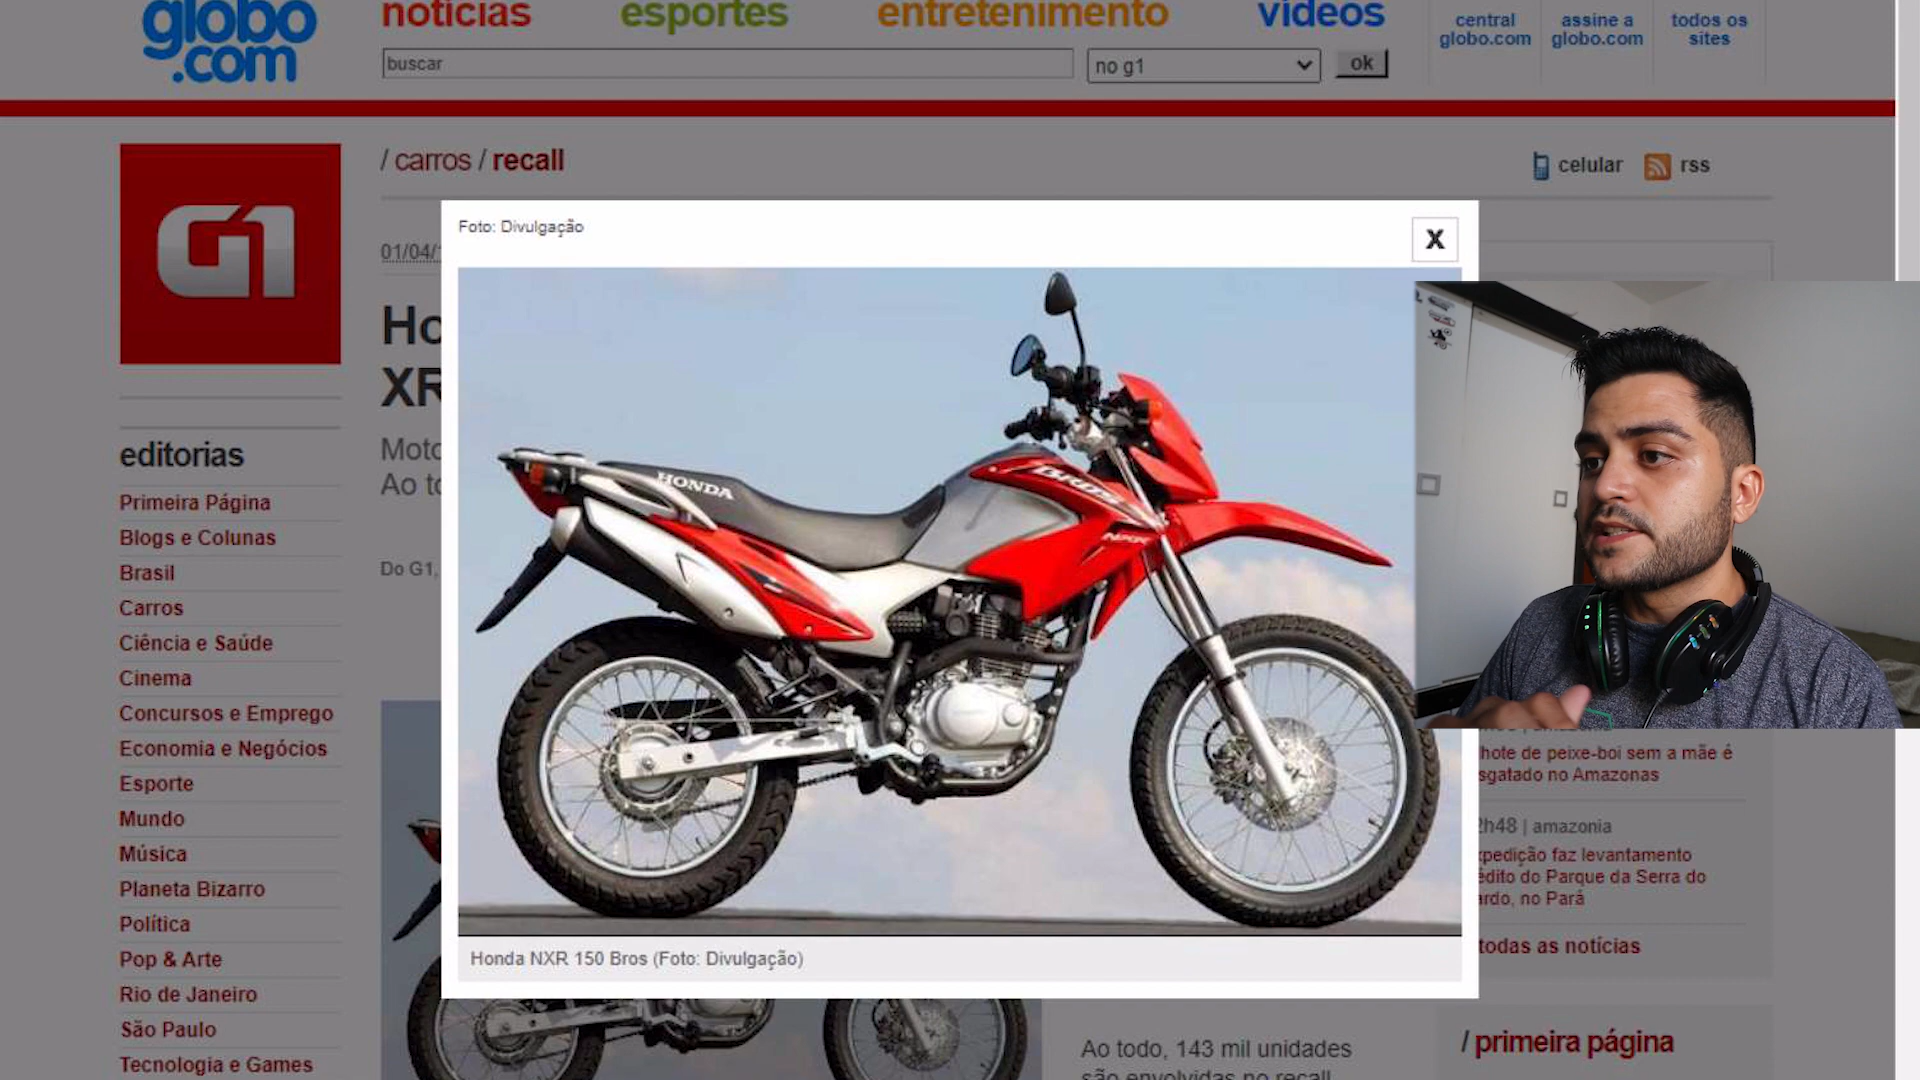 globo
.com
notícias
esportes
entretenimento
vídeos
central
globo.com
assine a
globo.com
todos os
sites
buscar
no g1
ok
G1
/ carros / recall
celular
rss
Foto: Divulgação
X
01/04/
Ho
XR
Moto
Ao to
Do G1,
HONDA
BROS
NXR
Honda NXR 150 Bros (Foto: Divulgação)
editorias
Primeira Página
Blogs e Colunas
Brasil
Carros
Ciência e Saúde
Cinema
Concursos e Emprego
Economia e Negócios
Esporte
Mundo
Música
Planeta Bizarro
Política
Pop & Arte
Rio de Janeiro
São Paulo
Tecnologia e Games
| amazonia
hote de peixe-boi sem a mãe é
sgatado no Amazonas
2h48 | amazonia
xpedição faz levantamento
édito do Parque da Serra do
ardo, no Pará
todas as notícias
/ primeira página
Ao todo, 143 mil unidades
são envolvidas no recall